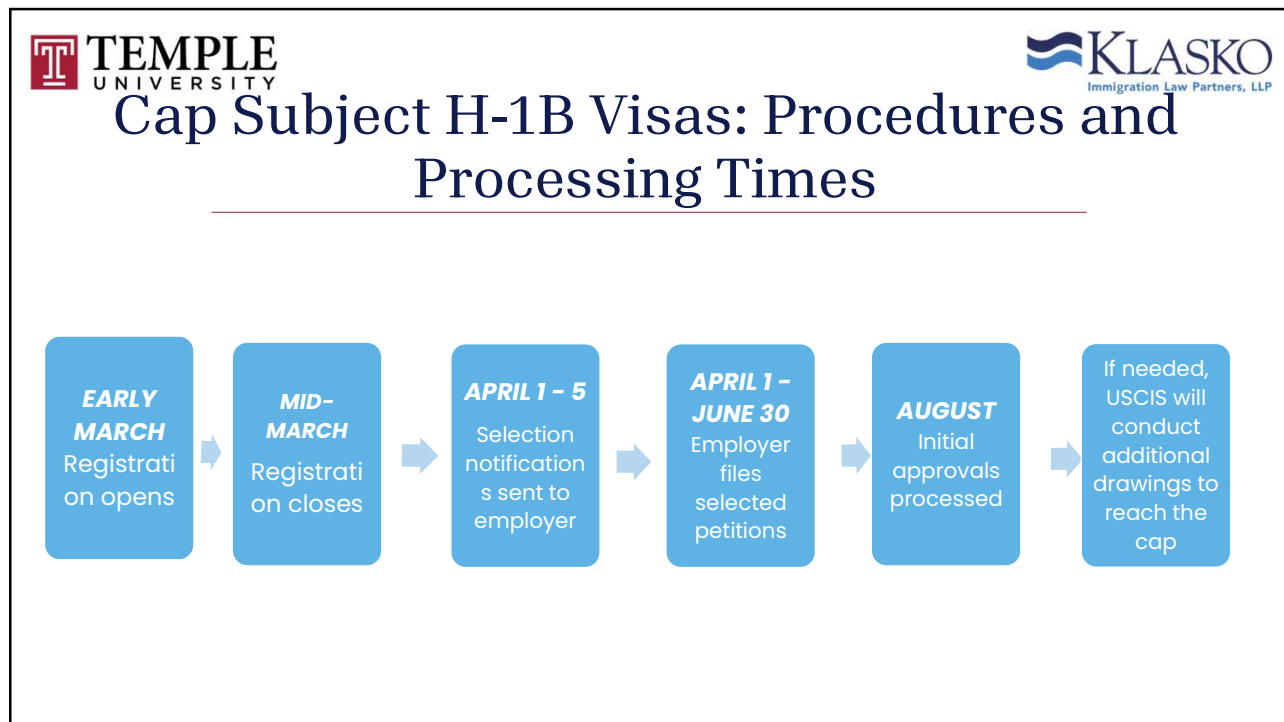 TEMPLE
UNIVERSITY
KLASKO
Immigration Law Partners, LLP
Cap Subject H-1B Visas: Procedures and
Processing Times
EARLY
MARCH
Registrati
on opens
MID-
MARCH
Registrati
on closes
APRIL 1 - 5
Selection
notification
s sent to
employer
APRIL 1 -
JUNE 30
Employer
files
selected
petitions
AUGUST
Initial
approvals
processed
If needed,
USCIS will
conduct
additional
drawings to
reach the
cap